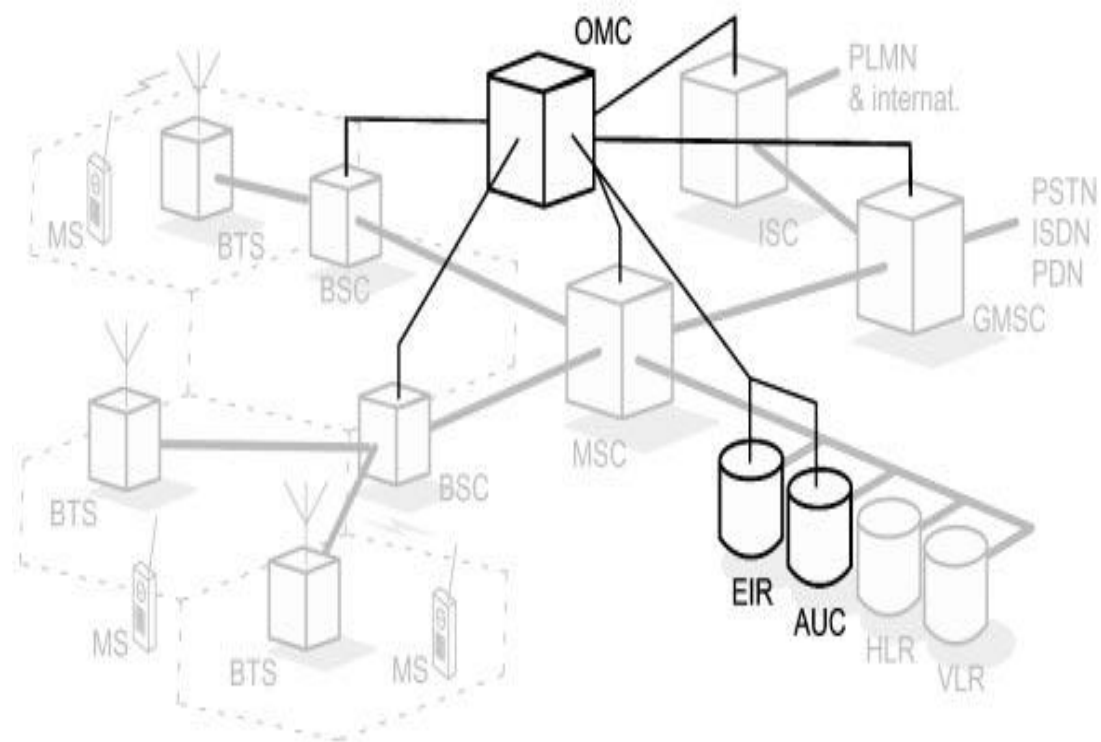 OMC
PLMN
& internat.
MS
BTS
BSC
ISC
PSTN
ISDN
PDN
GMSC
MSC
BTS
BSC
EIR
AUC
HLR
VLR
MS
BTS
MS